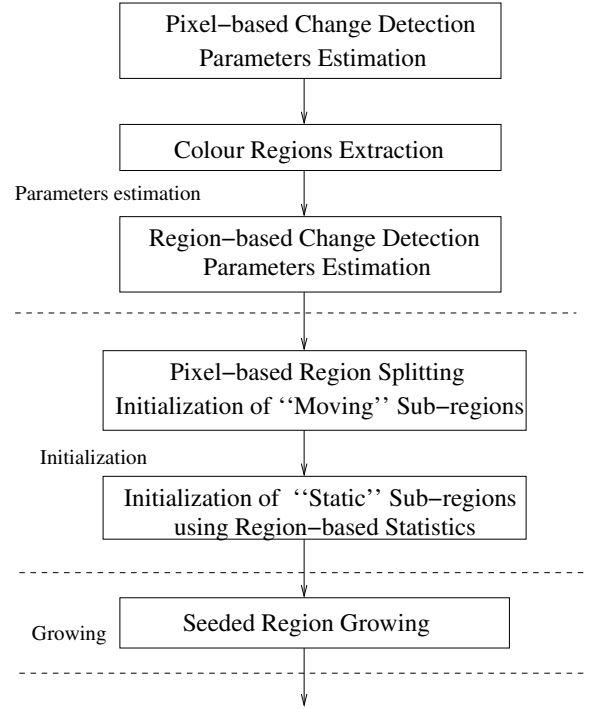 Pixel−based Change Detection
Parameters Estimation
Colour Regions Extraction
Parameters estimation
Region−based Change Detection
Parameters Estimation
Pixel−based Region Splitting
Initialization of ‘‘Moving’’ Sub−regions
Initialization
Initialization of ‘‘Static’’ Sub−regions
using Region−based Statistics
Seeded Region Growing
Growing